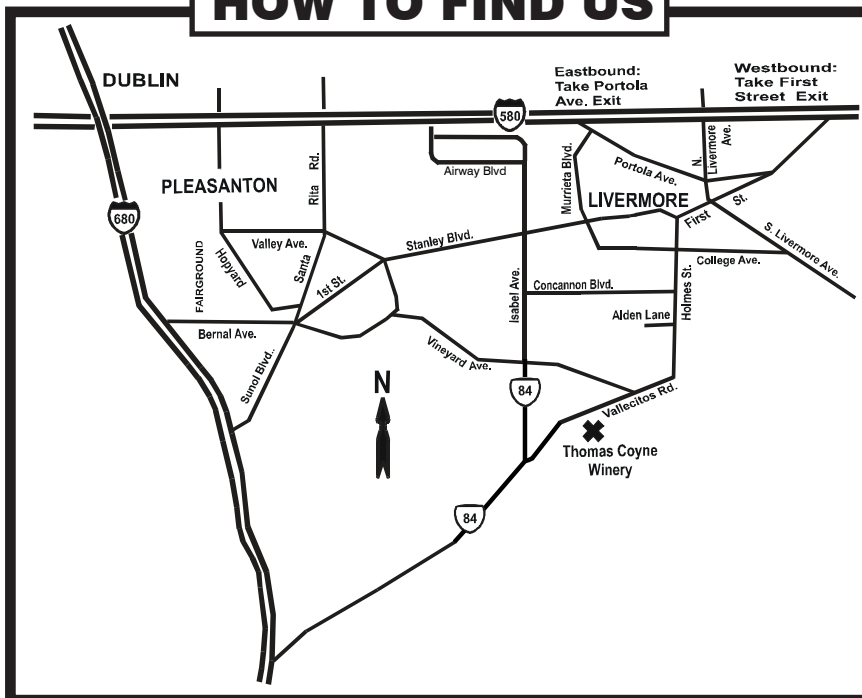 HOW TO FIND US
DUBLIN
Eastbound:
Take Portola
Ave. Exit
Westbound:
Take First
Street Exit
580
Airway Blvd
Murrieta Blvd.
Portola Ave.
N.
Livermore
Ave.
PLEASANTON
Santa Rita Rd.
LIVERMORE
First St.
680
Valley Ave.
Stanley Blvd.
S. Livermore Ave.
FAIRGROUND
Hopyard
1st St.
College Ave.
Isabel Ave.
Concannon Blvd.
Holmes St.
Alden Lane
Bernal Ave.
Vineyard Ave.
Sunol Blvd..
N
84
Vallecitos Rd.
Thomas Coyne
Winery
84